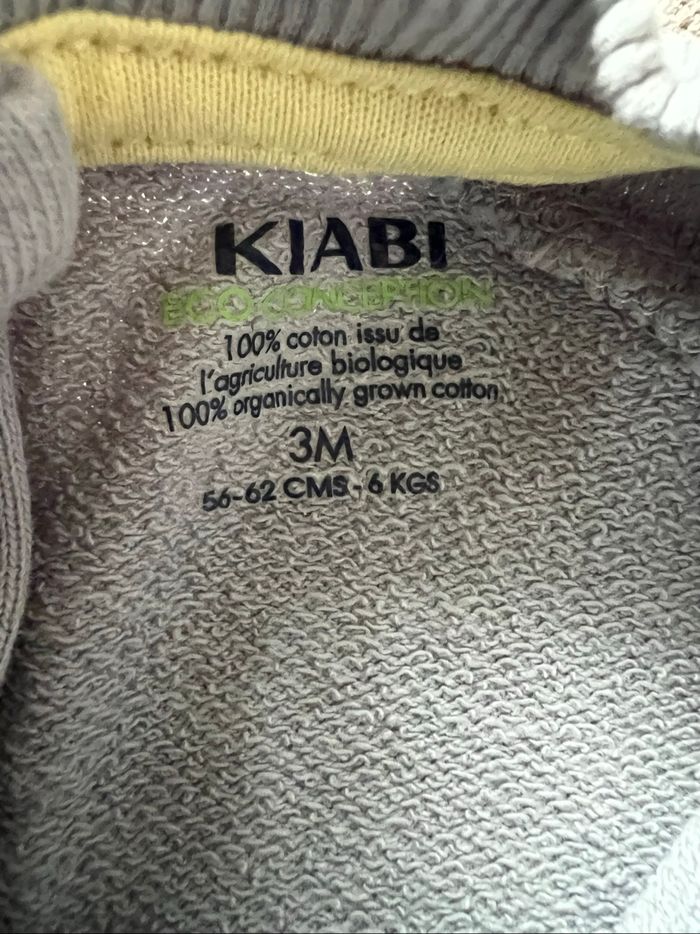 KIABI
ECO-CONCEPTION
100% coton issu de
l'agriculture biologique
100% organically grown cotton
3M
56-62 CMS - 6 KGS